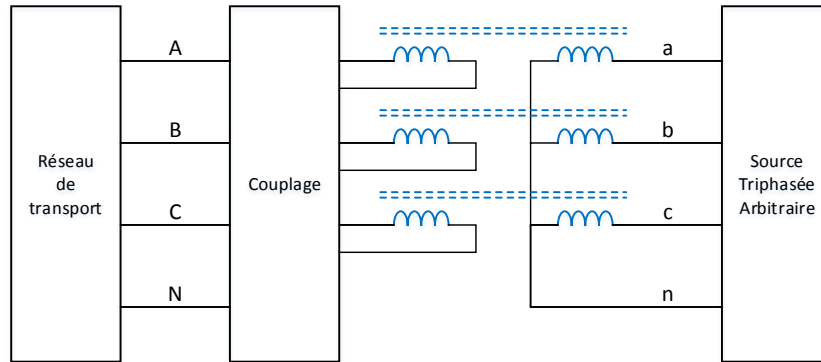 A
a
B
b
Réseau
de
transport
Couplage
Source
Triphasée
Arbitraire
C
c
N
n